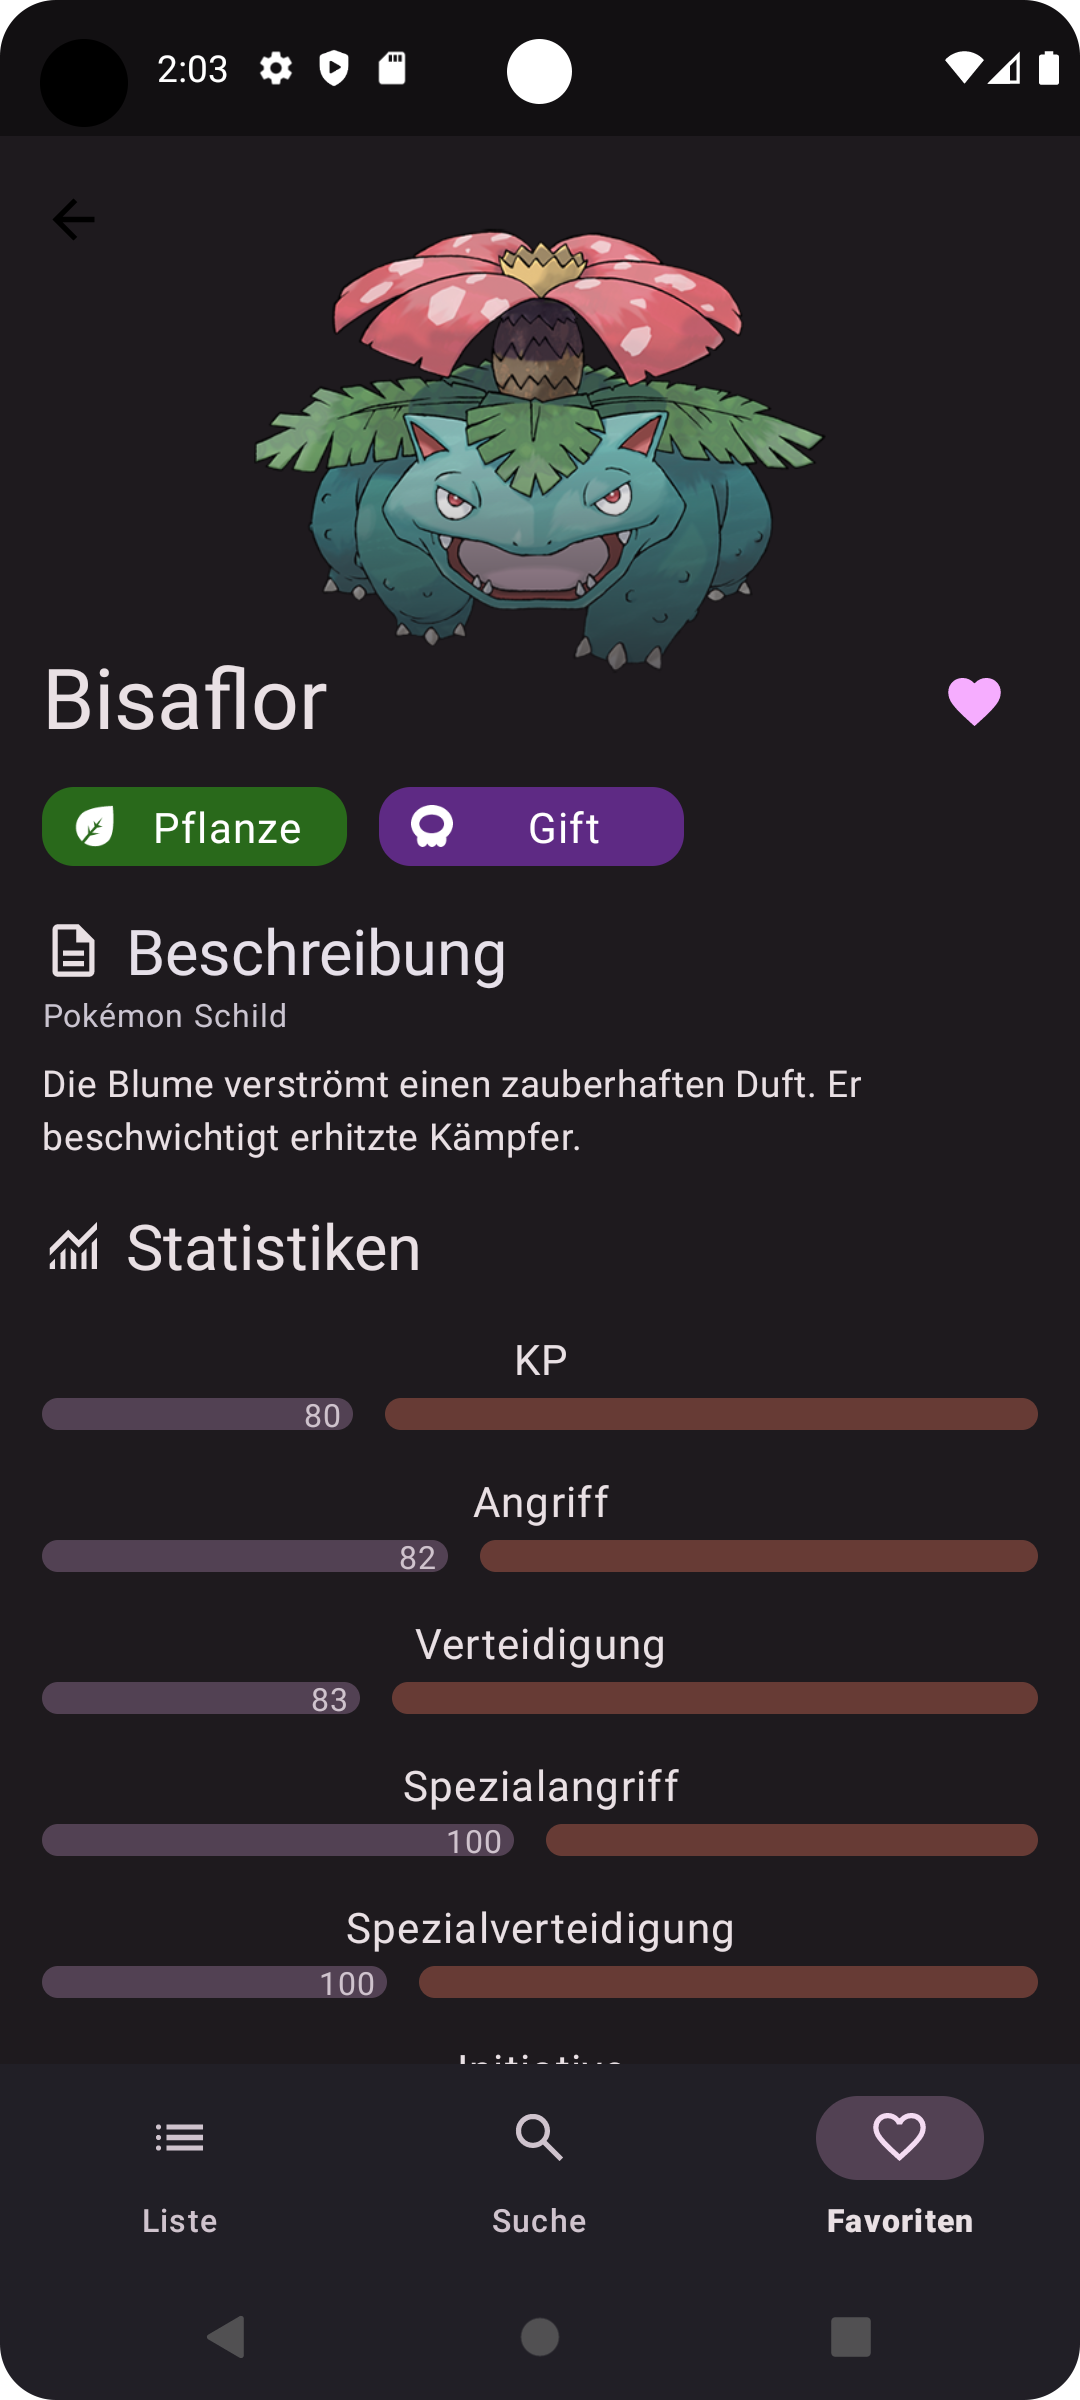 2:03
Bisaflor
Pflanze
Gift
Beschreibung
Pokémon Schild
Die Blume verströmt einen zauberhaften Duft. Er
beschwichtigt erhitzte Kämpfer.
Statistiken
KP
80
Angriff
82
Verteidigung
83
Spezialangriff
100
Spezialverteidigung
100
Initiative
Liste
Suche
Favoriten